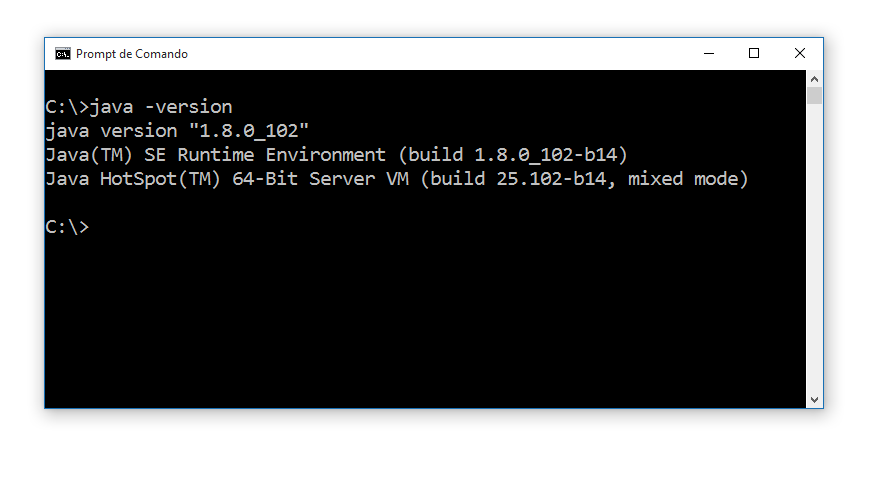 Prompt de Comando
C:\>java -version
java version "1.8.0_102"
Java(TM) SE Runtime Environment (build 1.8.0_102-b14)
Java HotSpot(TM) 64-Bit Server VM (build 25.102-b14, mixed mode)
C:\>